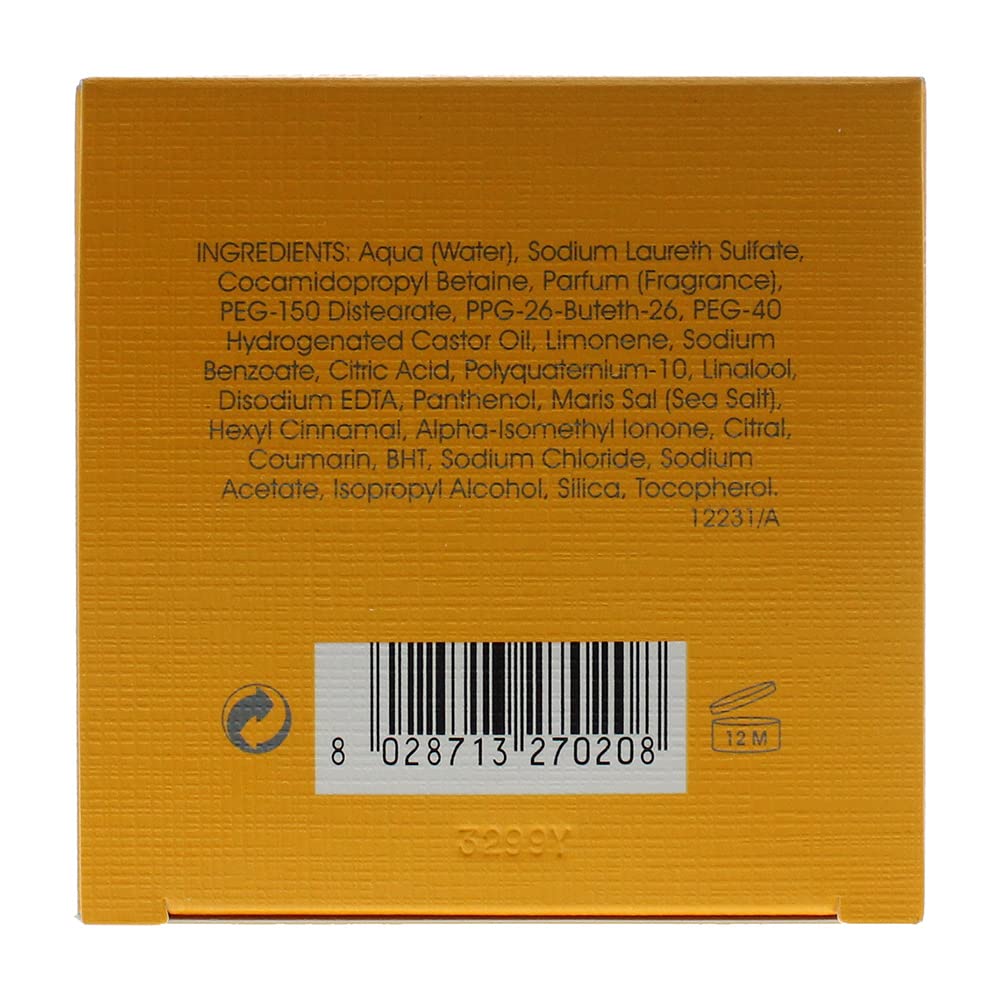 INGREDIENTS: Aqua (Water), Sodium Laureth Sulfate,
Cocamidopropyl Betaine, Parfum (Fragrance),
PEG-150 Distearate, PPG-26-Buteth-26, PEG-40
Hydrogenated Castor Oil, Limonene, Sodium
Benzoate, Citric Acid, Polyquaternium-10, Linalool,
Disodium EDTA, Panthenol, Maris Sal (Sea Salt),
Hexyl Cinnamal, Alpha-Isomethyl Ionone, Citral,
Coumarin, BHT, Sodium Chloride, Sodium
Acetate, Isopropyl Alcohol, Silica, Tocopherol.
12231/A
8 028713 270208
12 M
3299Y